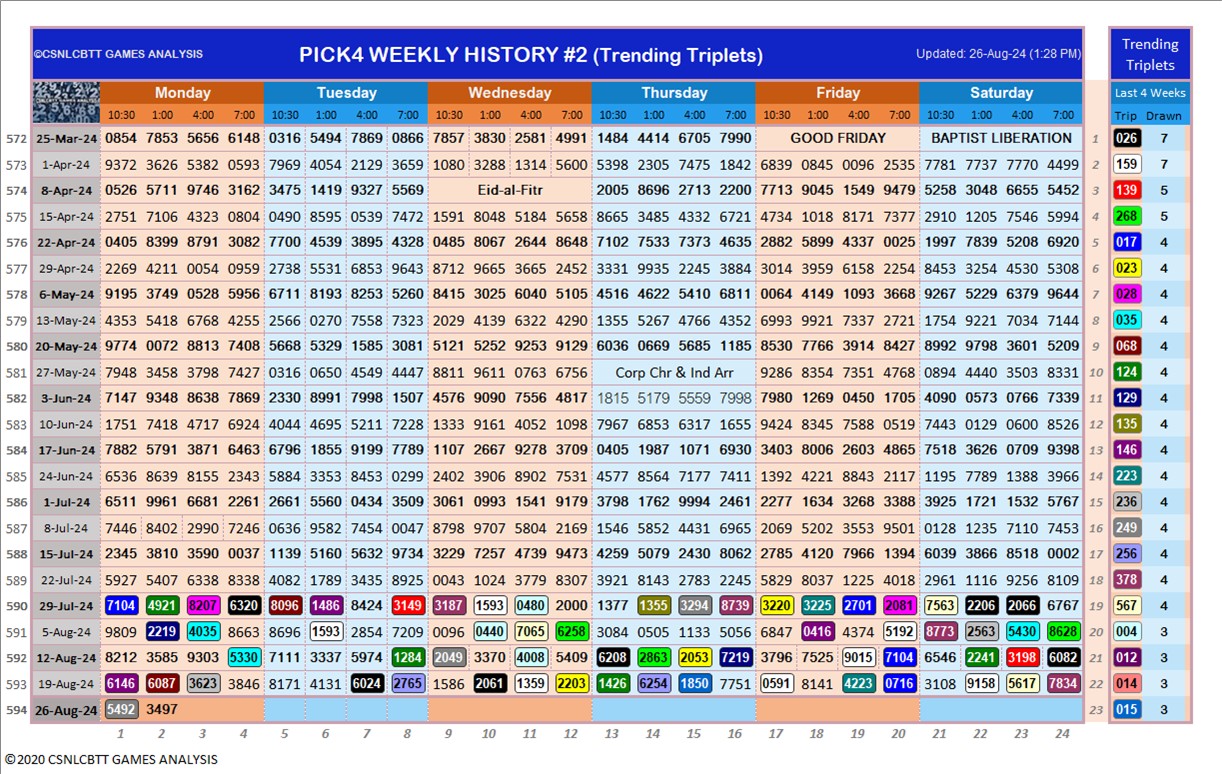 ©CSNLCBTT GAMES ANALYSIS PICK4 WEEKLY HISTORY #2 (Trending Triplets) Updated: 26-Aug-24 (1:28 PM) Trending Triplets
Monday Tuesday Wednesday Thursday Friday Saturday Last 4 Weeks
10:30 1:00 4:00 7:00 10:30 1:00 4:00 7:00 10:30 1:00 4:00 7:00 10:30 1:00 4:00 7:00 10:30 1:00 4:00 7:00 10:30 1:00 4:00 7:00 Trip Drawn
572 25-Mar-24 0854 7853 5656 6148 0316 5494 7869 0866 7857 3830 2581 4991 1484 4414 6705 7990 GOOD FRIDAY BAPTIST LIBERATION 1 026 7
573 1-Apr-24 9372 3626 5382 0593 7969 4054 2129 3659 1080 3288 1314 5600 5398 2305 7475 1842 6839 0845 0096 2535 7781 7737 7770 4499 2 159 7
574 8-Apr-24 0526 5711 9746 3162 3475 1419 9327 5569 Eid-al-Fitr 2005 8696 2713 2200 7713 9045 1549 9479 5258 3048 6655 5452 3 139 5
575 15-Apr-24 2751 7106 4323 0804 0490 8595 0539 7472 1591 8048 5184 5658 8665 3485 4332 6721 4734 1018 8171 7377 2910 1205 7546 5994 4 268 5
576 22-Apr-24 0405 8399 8791 3082 7700 4539 3895 4328 0485 8067 2644 8648 7102 7533 7373 4635 2882 5899 4337 0025 1997 7839 5208 6920 5 017 4
577 29-Apr-24 2269 4211 0054 0959 2738 5531 6853 9643 8712 9665 3665 2452 3331 9935 2245 3884 3014 3959 6158 2254 8453 3254 4530 5308 6 023 4
578 6-May-24 9195 3749 0528 5956 6711 8193 8253 5260 8415 3025 6040 5105 4516 4622 5410 6811 0064 4149 1093 3668 9267 5229 6379 9644 7 028 4
579 13-May-24 4353 5418 6768 4255 2566 0270 7558 7323 2029 4139 6322 4290 1355 5267 4766 4352 6993 9921 7337 2721 1754 9221 7034 7144 8 035 4
580 20-May-24 9774 0072 8813 7408 5668 5329 1585 3081 5121 5252 9253 9129 6036 0669 5685 1185 8530 7766 3914 8427 8992 9798 3601 5209 9 068 4
581 27-May-24 7948 3458 3798 7427 0316 0650 4549 4447 8811 9611 0763 6756 Corp Chr & Ind Arr 9286 8354 7351 4768 0894 4440 3503 8331 10 124 4
582 3-Jun-24 7147 9348 8638 7869 2330 8991 7998 1507 4576 9090 7556 4817 1815 5179 5559 7998 7980 1269 0450 1705 4090 0573 0766 7339 11 129 4
583 10-Jun-24 1751 7418 4717 6924 4044 4695 5211 7228 1333 9161 4052 1098 7967 6853 6317 1655 9424 8345 7588 0519 7443 0129 0600 8526 12 135 4
584 17-Jun-24 7882 5791 3871 6463 6796 1855 9199 7789 1107 2667 9278 3709 0405 1987 1071 6930 3403 8006 2603 4865 7518 3626 0709 9398 13 146 4
585 24-Jun-24 6536 8639 8155 2343 5884 3353 8453 0252 2402 3906 8902 7531 4577 8564 7177 7411 1392 4221 8843 2117 1195 7789 1388 3966 14 223 4
586 1-Jul-24 6511 9961 6681 2261 2661 5560 0434 3509 3061 0993 1541 9179 3798 1762 9994 2461 2277 1634 3268 3388 3925 1721 1532 5767 15 236 4
587 8-Jul-24 7446 8402 2990 7246 0636 9582 7454 0047 8798 9707 5804 2169 1546 5852 4431 6965 2069 5202 3553 9501 0128 1235 7110 7453 16 249 4
588 15-Jul-24 2345 3810 3590 0037 1139 5160 5632 9734 3229 7257 4739 9473 4259 5079 2430 8062 2785 4120 7966 1394 6039 3866 8518 0002 17 256 4
589 22-Jul-24 5927 5407 6338 8338 4082 1789 3435 8925 0043 1024 3779 8307 3921 8143 2783 2245 5829 8037 1225 4018 2961 1116 9256 8109 18 378 4
590 29-Jul-24 7104 4921 8207 6320 8096 1486 8424 3149 3187 1593 0480 2000 1377 1355 3294 8739 3220 3225 2701 2081 7563 2206 2066 6767 19 567 4
591 5-Aug-24 9809 2219 4035 8663 8696 1593 2884 7209 0096 0440 7065 6258 3084 0505 1133 5056 6847 0416 4374 5192 8773 2563 5430 8628 20 004 3
592 12-Aug-24 8212 3585 9303 5330 7111 3337 5974 1284 2049 3370 4008 5409 6208 2863 2053 7219 3796 7525 9015 7104 6546 2241 3198 6082 21 012 3
593 19-Aug-24 6146 6087 3623 3846 8171 4131 6024 2765 1586 2061 1359 2203 1426 6254 1850 7751 0591 8141 4223 0716 3108 9158 5617 7834 22 014 3
594 26-Aug-24 5492 3497 23 015 3
1 2 3 4 5 6 7 8 9 10 11 12 13 14 15 16 17 18 19 20 21 22 23 24
©2020 CSNLCBTT GAMES ANALYSIS